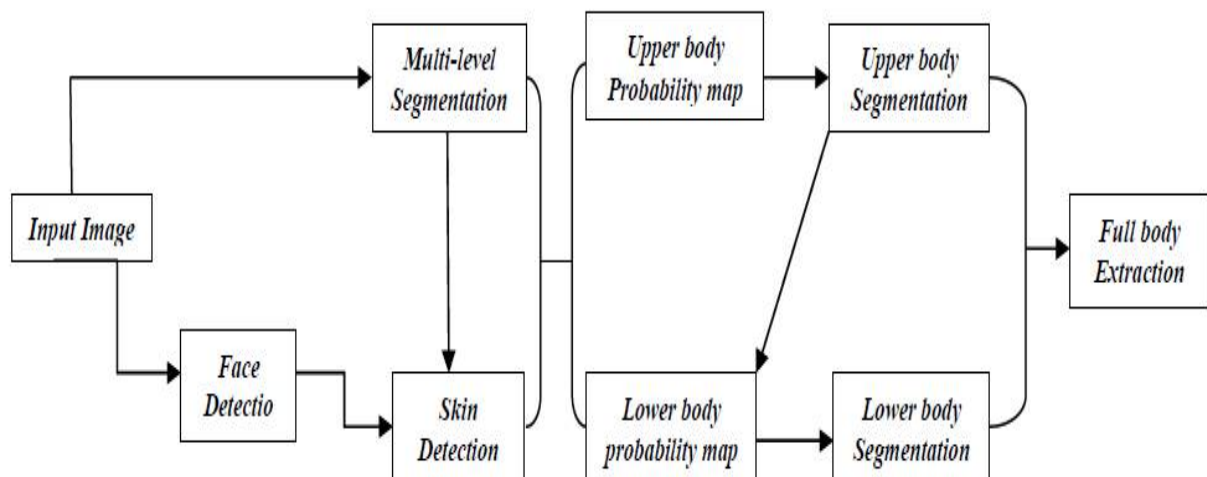 Input Image
Multi-level
Segmentation
Face
Detectio
Skin
Detection
Upper body
Probability map
Lower body
probability map
Upper body
Segmentation
Lower body
Segmentation
Full body
Extraction